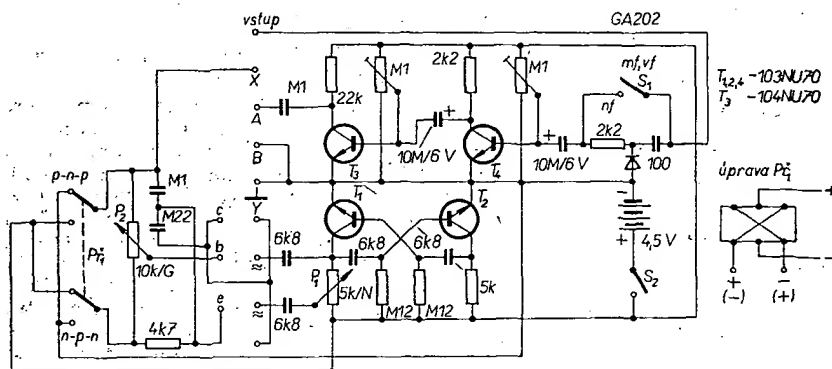 vstup
GA202
X
M1
A
22k
M1
2k2
M1
mf,vf
S1
nf
T1,2,4 - 103NU70
T3 - 104NU70
B
10M/6 V
+
T3
T4
+
10M/6 V
2k2
100
p-n-p
M1
P2
M22
Př1
10k/G
c
b
e
Y
T1
T2
6k8
6k8
6k8
P1
5k/N
M12
M12
5k
≈
≈
6k8
-
+
4,5 V
S2
úprava Př1
+
-
+
(-)
-
(+)
n-p-n
4k7